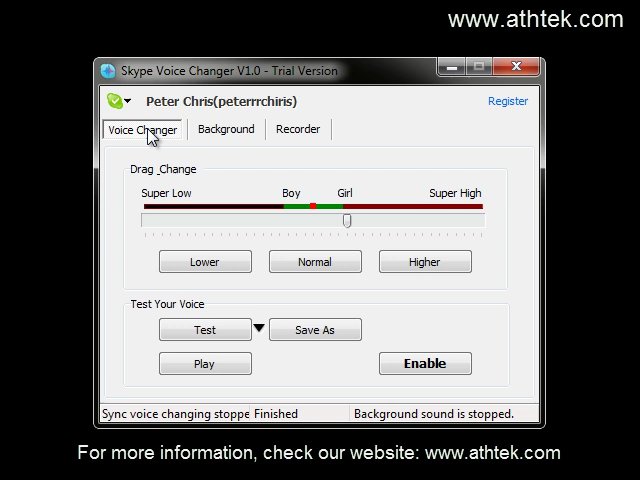 www.athtek.com
Skype Voice Changer V1.0 - Trial Version
Peter Chris(peterrrchiris) Register
Voice Changer Background Recorder
Drag _Change
Super Low Boy Girl Super High
Lower Normal Higher
Test Your Voice
Test Save As
Play Enable
Sync voice changing stoppe Finished Background sound is stopped.
For more information, check our website: www.athtek.com